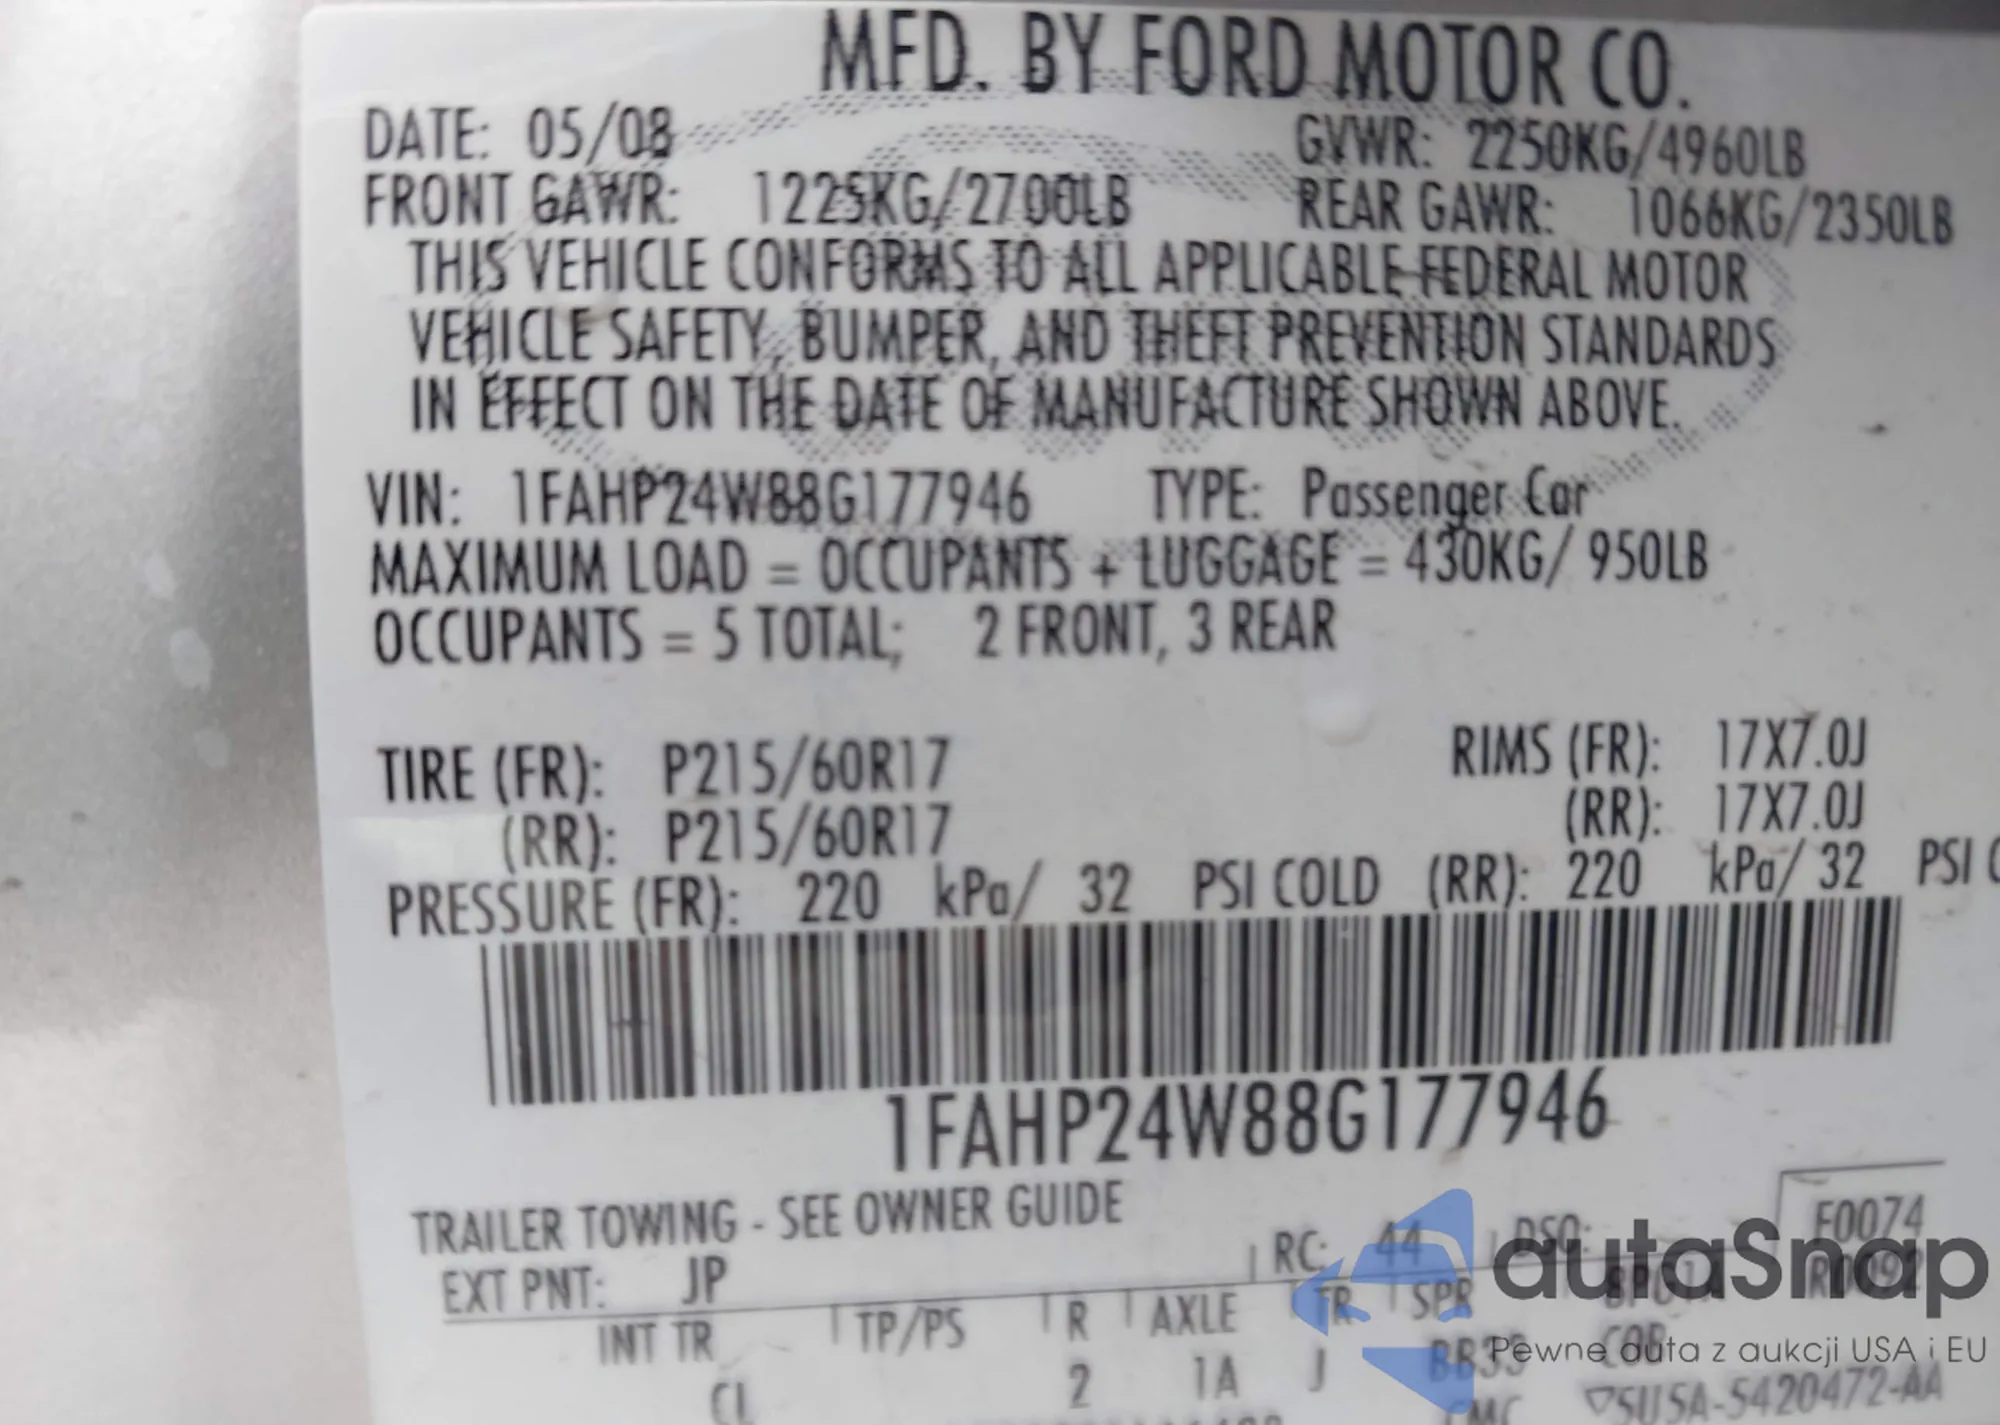 MFD. BY FORD MOTOR CO.
DATE: 05/08 GVWR: 2250KG/4960LB
FRONT GAWR: 1225KG/2700LB REAR GAWR: 1066KG/2350LB
THIS VEHICLE CONFORMS TO ALL APPLICABLE FEDERAL MOTOR
VEHICLE SAFETY, BUMPER, AND THEFT PREVENTION STANDARDS
IN EFFECT ON THE DATE OF MANUFACTURE SHOWN ABOVE.
VIN: 1FAHP24W88G177946 TYPE: Passenger Car
MAXIMUM LOAD = OCCUPANTS + LUGGAGE = 430KG/ 950LB
OCCUPANTS = 5 TOTAL; 2 FRONT, 3 REAR
TIRE (FR): P215/60R17 RIMS (FR): 17X7.0J
(RR): P215/60R17 (RR): 17X7.0J
PRESSURE (FR): 220 kPa/ 32 PSI COLD (RR): 220 kPa/ 32 PSI C
1FAHP24W88G177946
TRAILER TOWING - SEE OWNER GUIDE
EXT PNT: JP RC: 44 DSO: F0074
R0092
INT TR TP/PS R AXLE TR SPR
CL 2 1A J BB35
▽5U5A-5420472-AA
autaSnap
Pewne auta z aukcji USA i EU